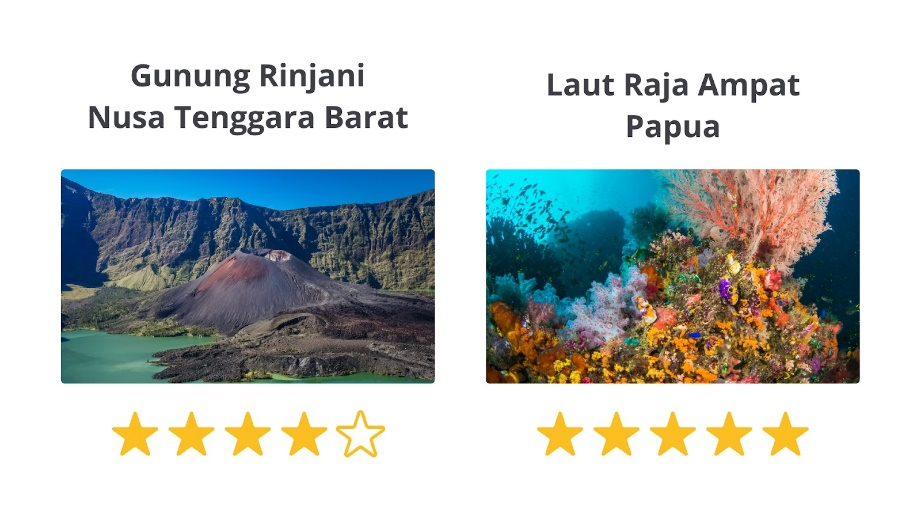 Gunung Rinjani
Nusa Tenggara Barat
Laut Raja Ampat
Papua